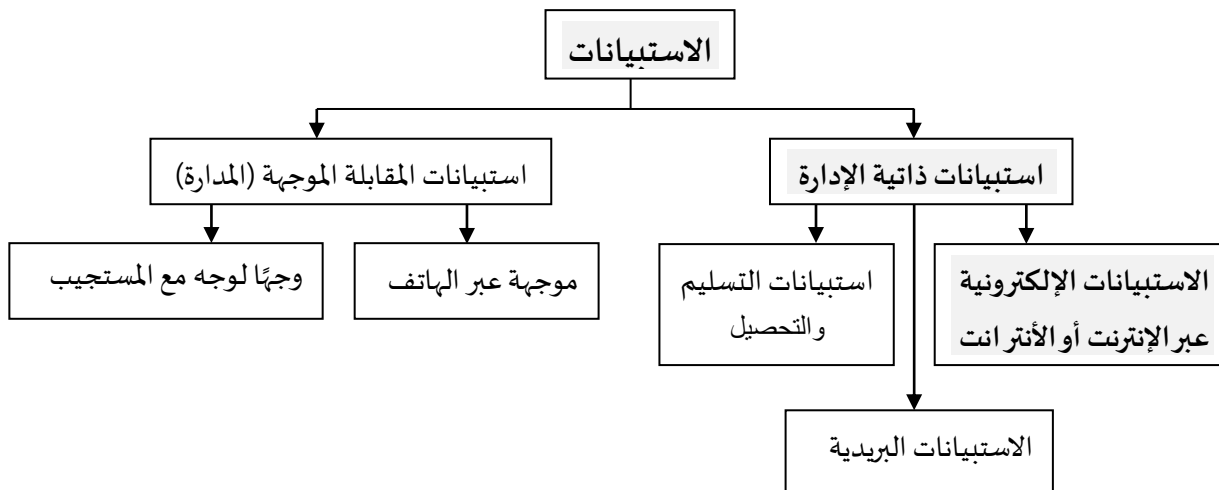 الاستبيانات
استبيانات ذاتية الإدارة
استبيانات المقابلة الموجهة (المدارة)
الاستبيانات الإلكترونية
عبر الإنترنت أو الأنترانت
استبيانات التسليم
والتحصيل
موجهة عبر الهاتف
وجهًا لوجه مع المستجيب
الاستبيانات البريدية